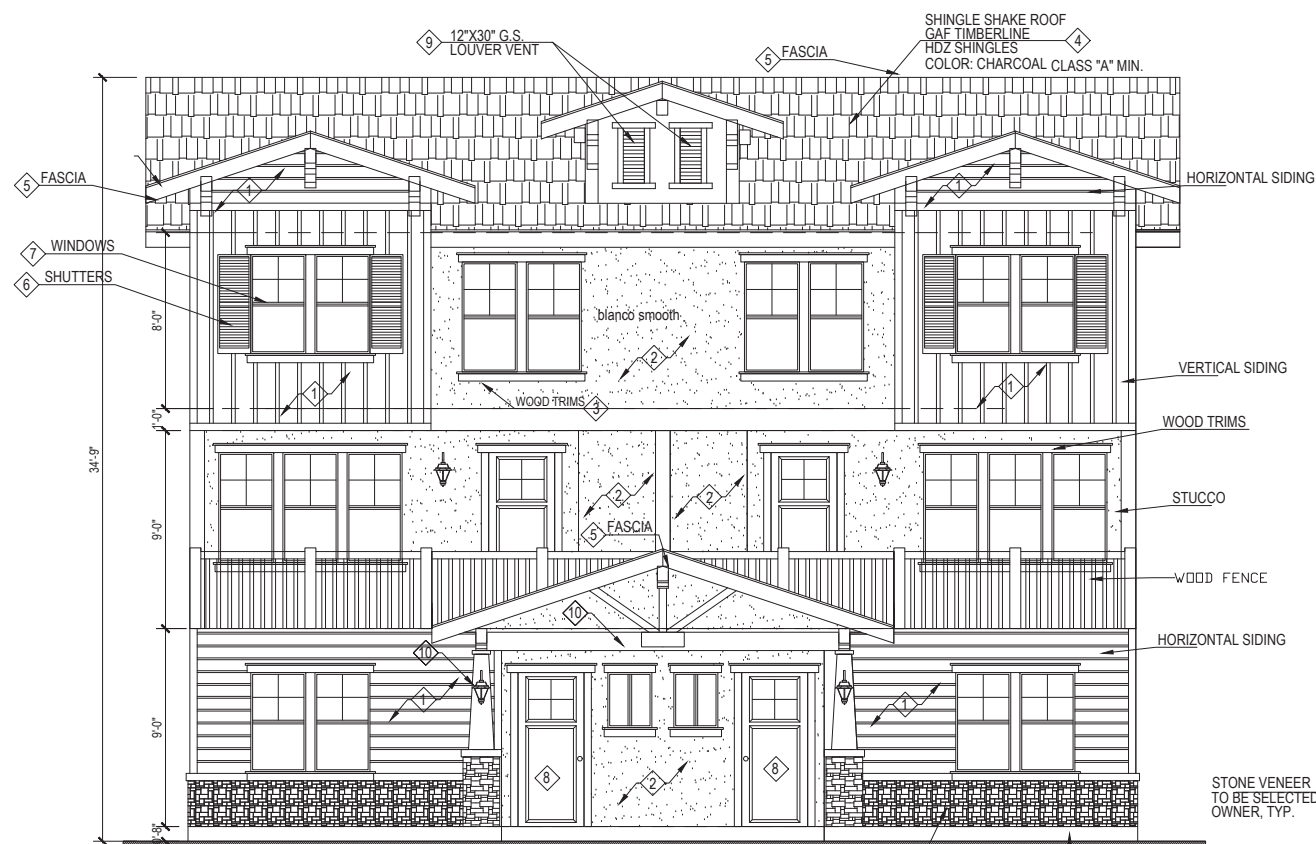 SHINGLE SHAKE ROOF
GAF TIMBERLINE
HDZ SHINGLES
COLOR: CHARCOAL CLASS "A" MIN.
4
9
12"X30" G.S.
LOUVER VENT
5 FASCIA
5 FASCIA
1
1
HORIZONTAL SIDING
7 WINDOWS
6 SHUTTERS
8'-0"
blanco smooth
2
1
1
VERTICAL SIDING
WOOD TRIMS 3
WOOD TRIMS
34'-9"
9'-0"
2
2
STUCCO
5 FASCIA
WOOD FENCE
10
HORIZONTAL SIDING
10
1
1
9'-0"
8
2
8
STONE VENEER
TO BE SELECTED
OWNER, TYP.